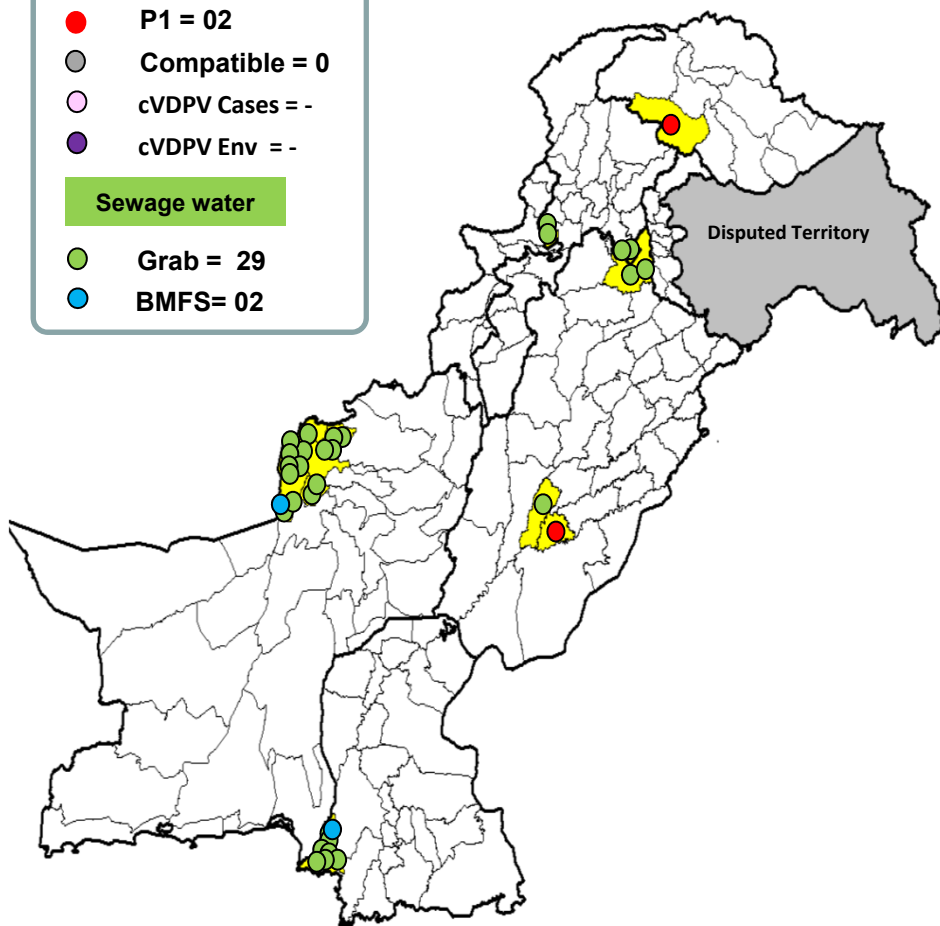 P1 = 02
Compatible = 0
cVDPV Cases = -
cVDPV Env = -
Sewage water
Grab = 29
BMFS= 02
Disputed Territory